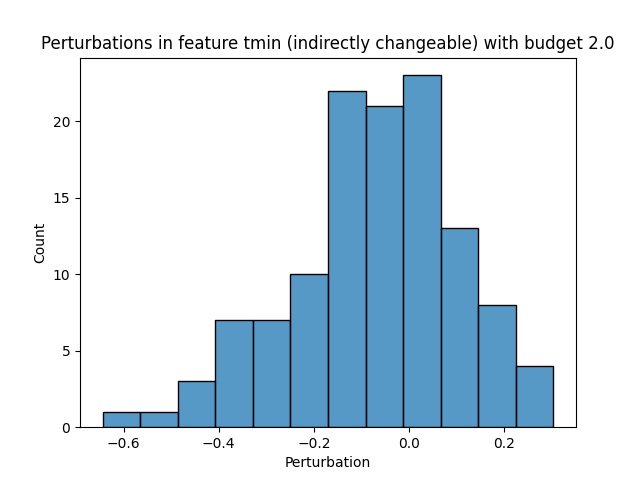 Perturbations in feature tmin (indirectly changeable) with budget 2.0
20
15
10
5
0
Count
−0.6 −0.4 −0.2 0.0 0.2
Perturbation